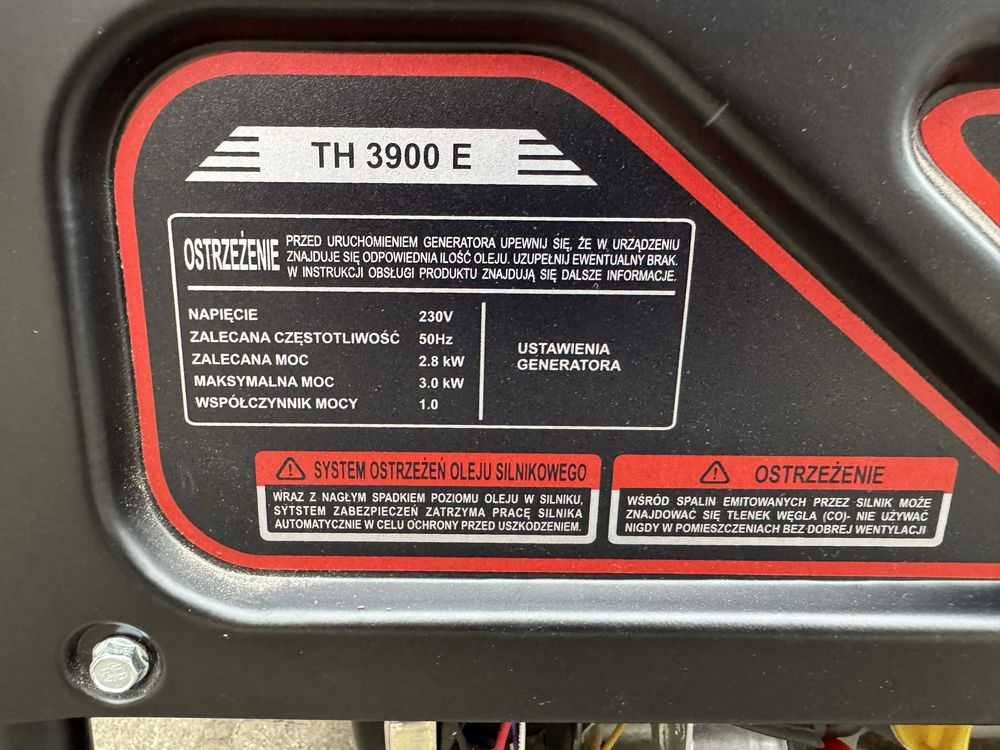 TH 3900 E
OSTRZEŻENIE
PRZED URUCHOMIENIEM GENERATORA UPEWNIJ SIĘ, ŻE W URZĄDZENIU
ZNAJDUJE SIĘ ODPOWIEDNIA ILOŚĆ OLEJU. UZUPEŁNIJ EWENTUALNY BRAK.
W INSTRUKCJI OBSŁUGI PRODUKTU ZNAJDUJĄ SIĘ DALSZE INFORMACJE.
NAPIĘCIE 230V
ZALECANA CZĘSTOTLIWOŚĆ 50Hz
ZALECANA MOC 2.8 kW
MAKSYMALNA MOC 3.0 kW
WSPÓŁCZYNNIK MOCY 1.0
USTAWIENIA
GENERATORA
SYSTEM OSTRZEŻEŃ OLEJU SILNIKOWEGO
WRAZ Z NAGŁYM SPADKIEM POZIOMU OLEJU W SILNIKU,
SYTSTEM ZABEZPIECZEŃ ZATRZYMA PRACĘ SILNIKA
AUTOMATYCZNIE W CELU OCHRONY PRZED USZKODZENIEM.
OSTRZEŻENIE
WŚRÓD SPALIN EMITOWANYCH PRZEZ SILNIK MOŻE
ZNAJDOWAĆ SIĘ TŁENEK WĘGLA (CO)- NIE UŻYWAĆ
NIGDY W POMIESZCZENIACH BEZ DOBREJ WENTYLACJI